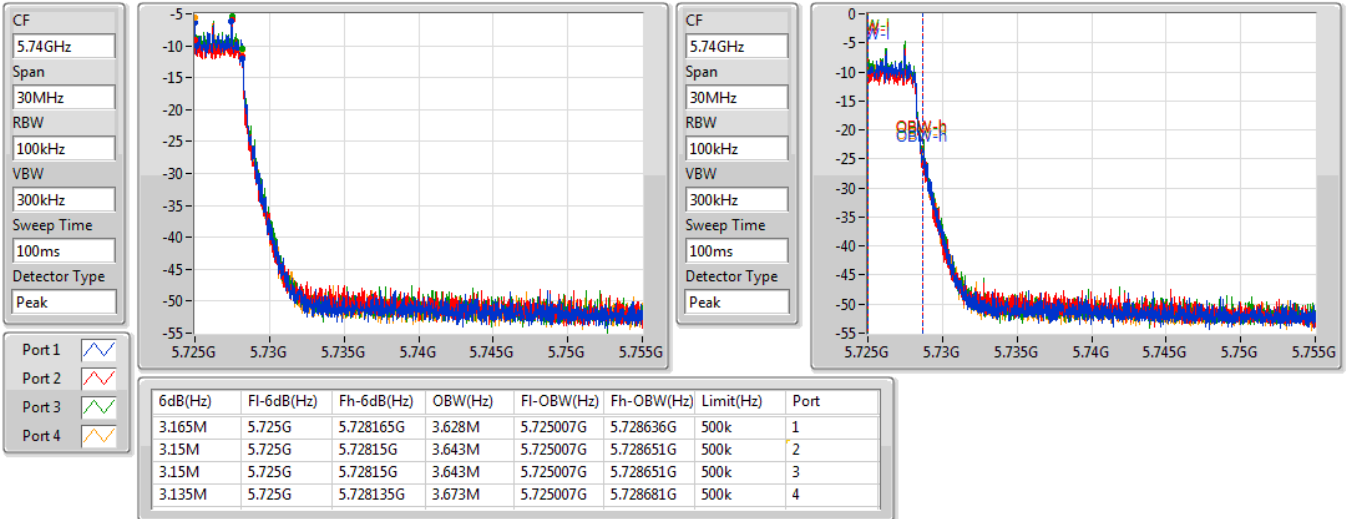 CF
5.74GHz
Span
30MHz
RBW
100kHz
VBW
300kHz
Sweep Time
100ms
Detector Type
Peak
-5
-10
-15
-20
-25
-30
-35
-40
-45
-50
-55
5.725G 5.73G 5.735G 5.74G 5.745G 5.75G 5.755G
CF
5.74GHz
Span
30MHz
RBW
100kHz
VBW
300kHz
Sweep Time
100ms
Detector Type
Peak
0
-5
-10
-15
-20
-25
-30
-35
-40
-45
-50
-55
OBW-h
OBW-h
5.725G 5.73G 5.735G 5.74G 5.745G 5.75G 5.755G
Port 1
Port 2
Port 3
Port 4
6dB(Hz) Fl-6dB(Hz) Fh-6dB(Hz) OBW(Hz) Fl-OBW(Hz) Fh-OBW(Hz) Limit(Hz) Port
3.165M 5.725G 5.728165G 3.628M 5.725007G 5.728636G 500k 1
3.15M 5.725G 5.72815G 3.643M 5.725007G 5.728651G 500k 2
3.15M 5.725G 5.72815G 3.643M 5.725007G 5.728651G 500k 3
3.135M 5.725G 5.728135G 3.673M 5.725007G 5.728681G 500k 4